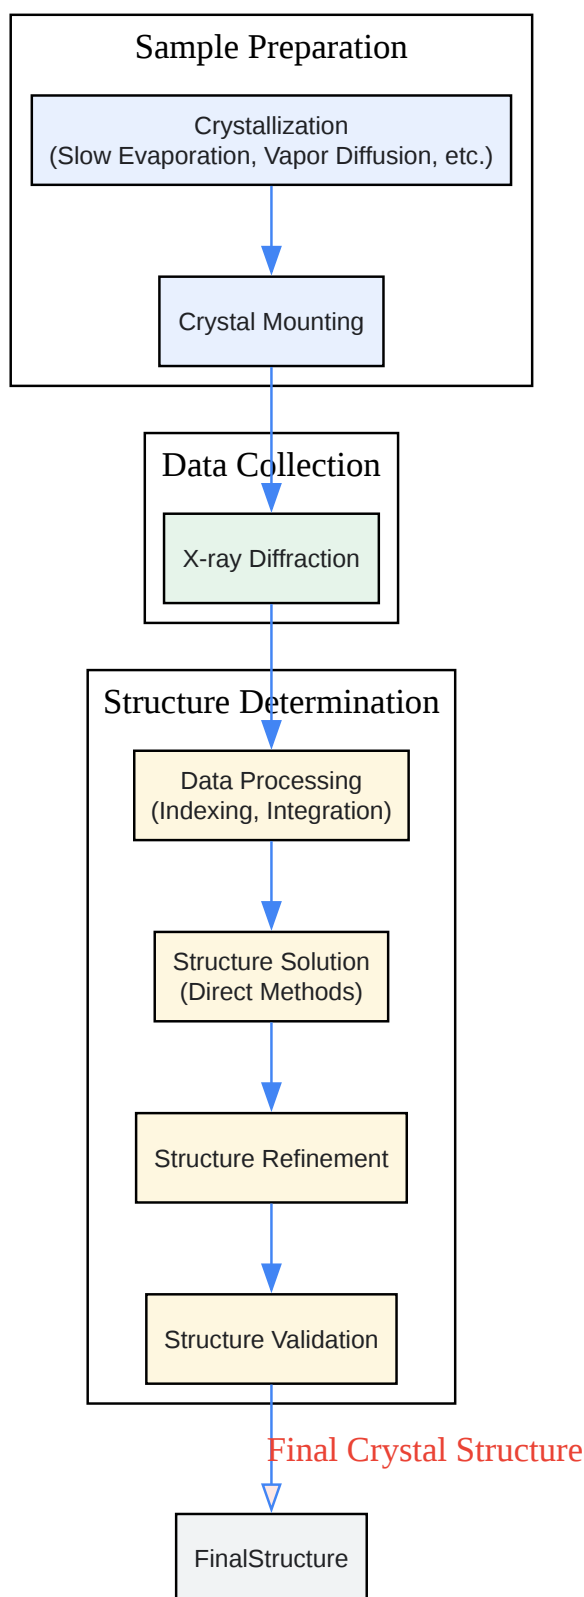 Sample Preparation
Crystallization
(Slow Evaporation, Vapor Diffusion, etc.)
Crystal Mounting
Data Collection
X-ray Diffraction
Structure Determination
Data Processing
(Indexing, Integration)
Structure Solution
(Direct Methods)
Structure Refinement
Structure Validation
Final Crystal Structure
FinalStructure